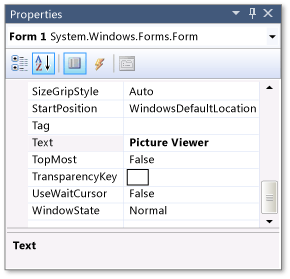 Properties
Form 1 System.Windows.Forms.Form
SizeGripStyle Auto
StartPosition WindowsDefaultLocation
Tag
Text Picture Viewer
TopMost False
TransparencyKey
UseWaitCursor False
WindowState Normal
Text